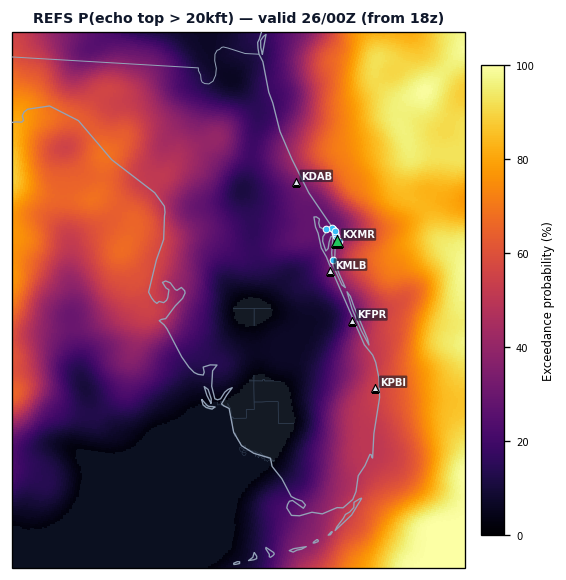 REFS P(echo top > 20kft) — valid 26/00Z (from 18z)
KDAB
KXMR
KMLB
KFPR
KPBI
100
80
60
40
20
0
Exceedance probability (%)